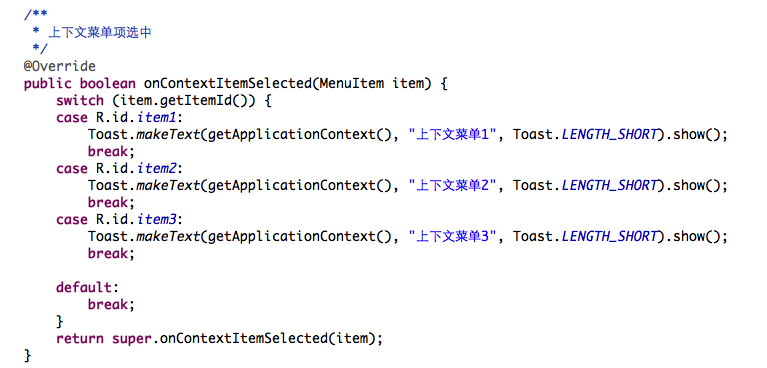 /**
 * 上下文菜单项选中
 */
@Override
public boolean onContextItemSelected(MenuItem item) {
    switch (item.getItemId()) {
    case R.id.item1:
        Toast.makeText(getApplicationContext(), "上下文菜单1", Toast.LENGTH_SHORT).show();
        break;
    case R.id.item2:
        Toast.makeText(getApplicationContext(), "上下文菜单2", Toast.LENGTH_SHORT).show();
        break;
    case R.id.item3:
        Toast.makeText(getApplicationContext(), "上下文菜单3", Toast.LENGTH_SHORT).show();
        break;

    default:
        break;
    }
    return super.onContextItemSelected(item);
}